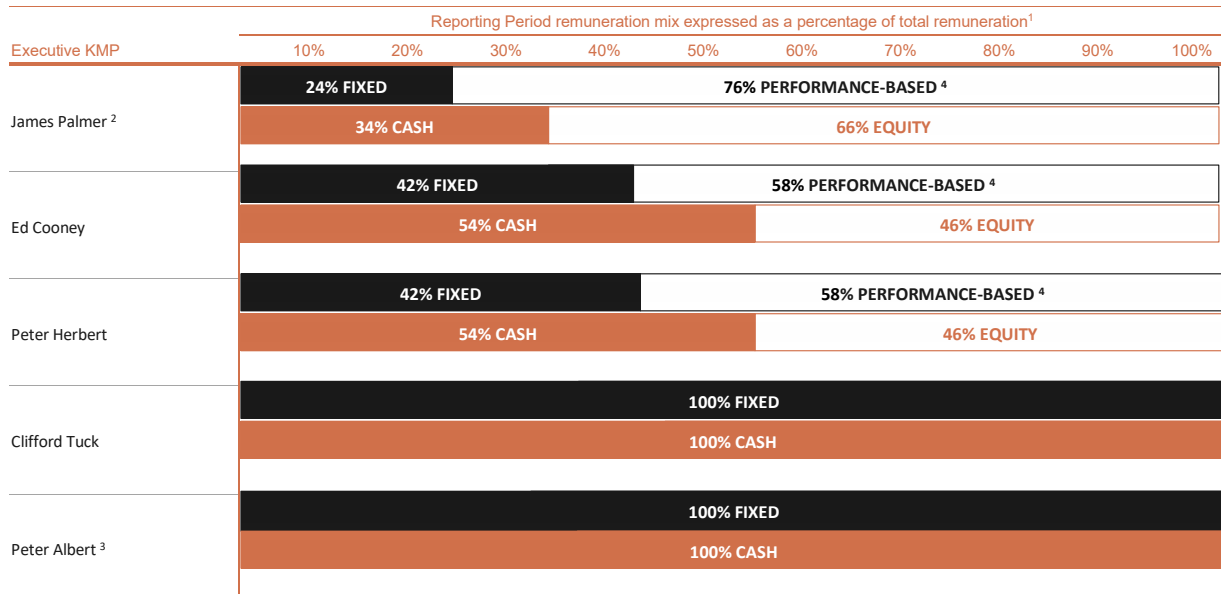 Reporting Period remuneration mix expressed as a percentage of total remuneration¹
Executive KMP 10% 20% 30% 40% 50% 60% 70% 80% 90% 100%
24% FIXED 76% PERFORMANCE-BASED ⁴
James Palmer ²
34% CASH 66% EQUITY
42% FIXED 58% PERFORMANCE-BASED ⁴
Ed Cooney
54% CASH 46% EQUITY
42% FIXED 58% PERFORMANCE-BASED ⁴
Peter Herbert
54% CASH 46% EQUITY
100% FIXED
Clifford Tuck
100% CASH
100% FIXED
Peter Albert ³
100% CASH